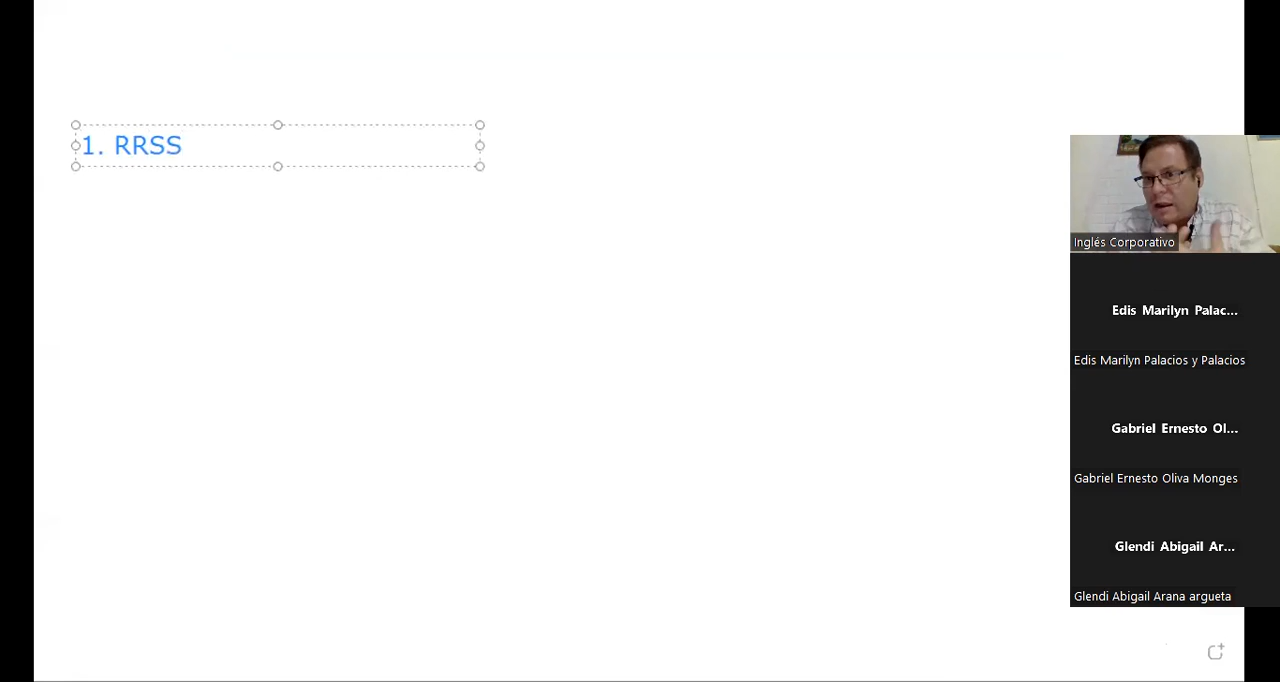 1. RRSS
Inglés Corporativo
Edis Marilyn Palac...
Edis Marilyn Palacios y Palacios
Gabriel Ernesto Ol...
Gabriel Ernesto Oliva Monges
Glendi Abigail Ar...
Glendi Abigail Arana argueta